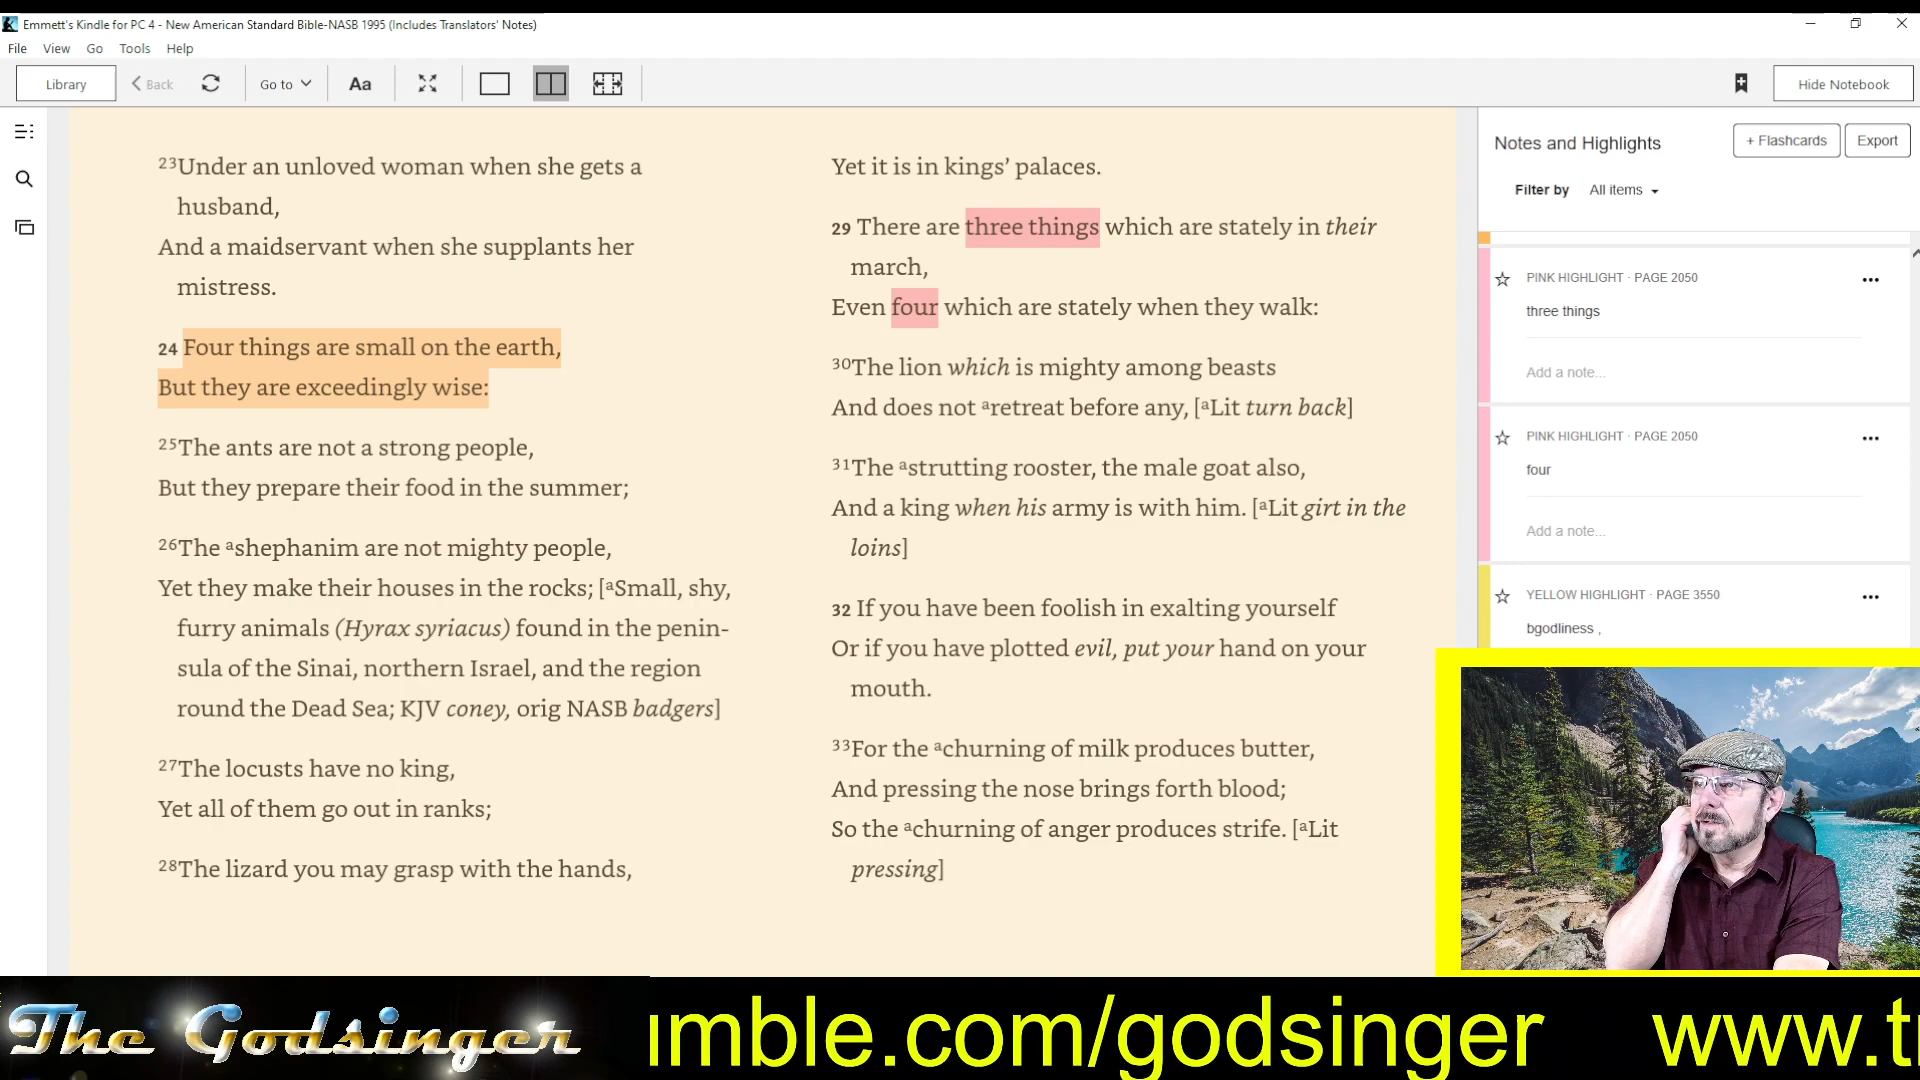 Emmett's Kindle for PC 4 - New American Standard Bible-NASB 1995 (Includes Translators' Notes)
File View Go Tools Help
Library Back Go to Aa Hide Notebook
23Under an unloved woman when she gets a
husband,
And a maidservant when she supplants her
mistress.
24 Four things are small on the earth,
But they are exceedingly wise:
25The ants are not a strong people,
But they prepare their food in the summer;
26The ashephanim are not mighty people,
Yet they make their houses in the rocks; [aSmall, shy,
furry animals (Hyrax syriacus) found in the penin-
sula of the Sinai, northern Israel, and the region
round the Dead Sea; KJV coney, orig NASB badgers]
27The locusts have no king,
Yet all of them go out in ranks;
28The lizard you may grasp with the hands,
Yet it is in kings’ palaces.
29 There are three things which are stately in their
march,
Even four which are stately when they walk:
30The lion which is mighty among beasts
And does not aretreat before any, [aLit turn back]
31The astrutting rooster, the male goat also,
And a king when his army is with him. [aLit girt in the
loins]
32 If you have been foolish in exalting yourself
Or if you have plotted evil, put your hand on your
mouth.
33For the achurning of milk produces butter,
And pressing the nose brings forth blood;
So the achurning of anger produces strife. [aLit
pressing]
Notes and Highlights + Flashcards Export
Filter by All items
PINK HIGHLIGHT · PAGE 2050
three things
Add a note...
PINK HIGHLIGHT · PAGE 2050
four
Add a note...
YELLOW HIGHLIGHT · PAGE 3550
bgodliness ,
The Godsinger imble.com/godsinger www.t